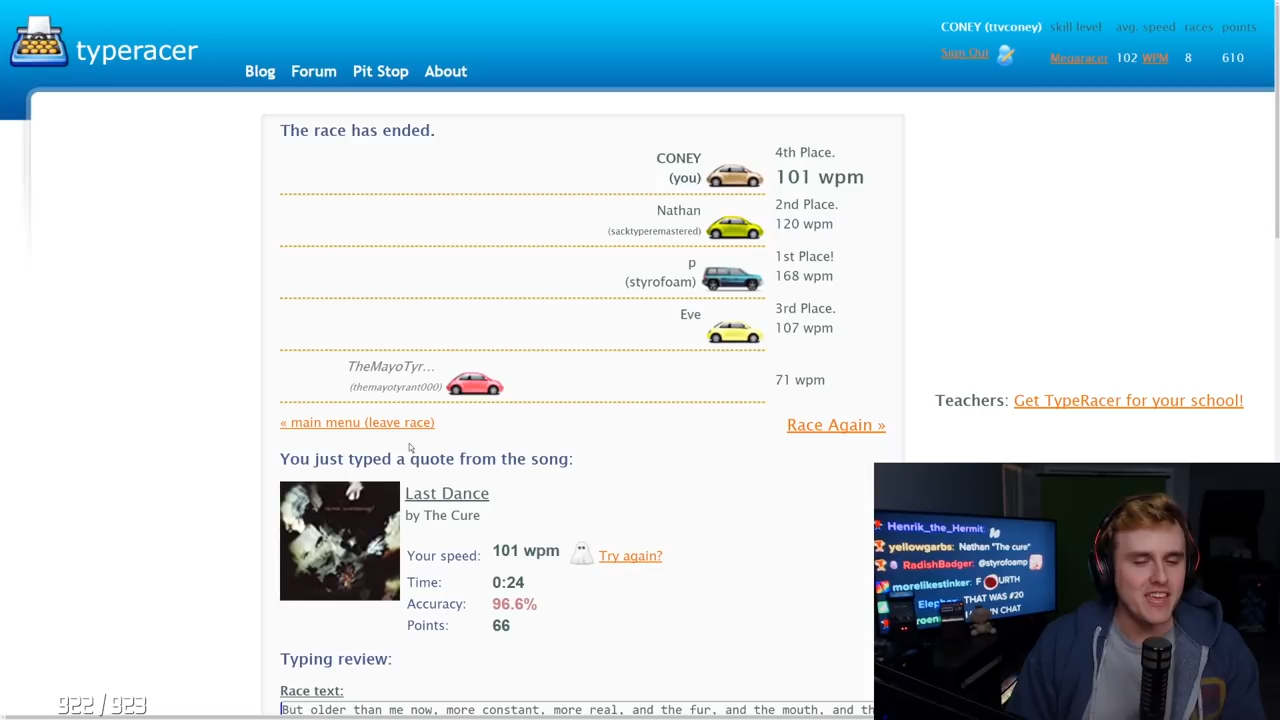 typeracer
Blog Forum Pit Stop About
CONEY (ttvconey) skill level avg. speed races points
Sign Out Megaracer 102 WPM 8 610
The race has ended.
CONEY
(you)
4th Place.
101 wpm
Nathan
(sacktyperemastered)
2nd Place.
120 wpm
p
(styrofoam)
1st Place!
168 wpm
Eve
3rd Place.
107 wpm
TheMayoTyr...
(themayotyrant000)
71 wpm
« main menu (leave race)
Race Again »
Teachers: Get TypeRacer for your school!
You just typed a quote from the song:
Last Dance
by The Cure
Your speed: 101 wpm Try again?
Time: 0:24
Accuracy: 96.6%
Points: 66
Typing review:
Race text:
But older than me now, more constant, more real, and the fur, and the mouth, and th
Henrik_the_Hermit:
yellowgarbs: Nathan "The cure"
RadishBadger: @styrofoamp
morelikestinker: F URTH
THAT WAS #20
IN CHAT
922 / 923